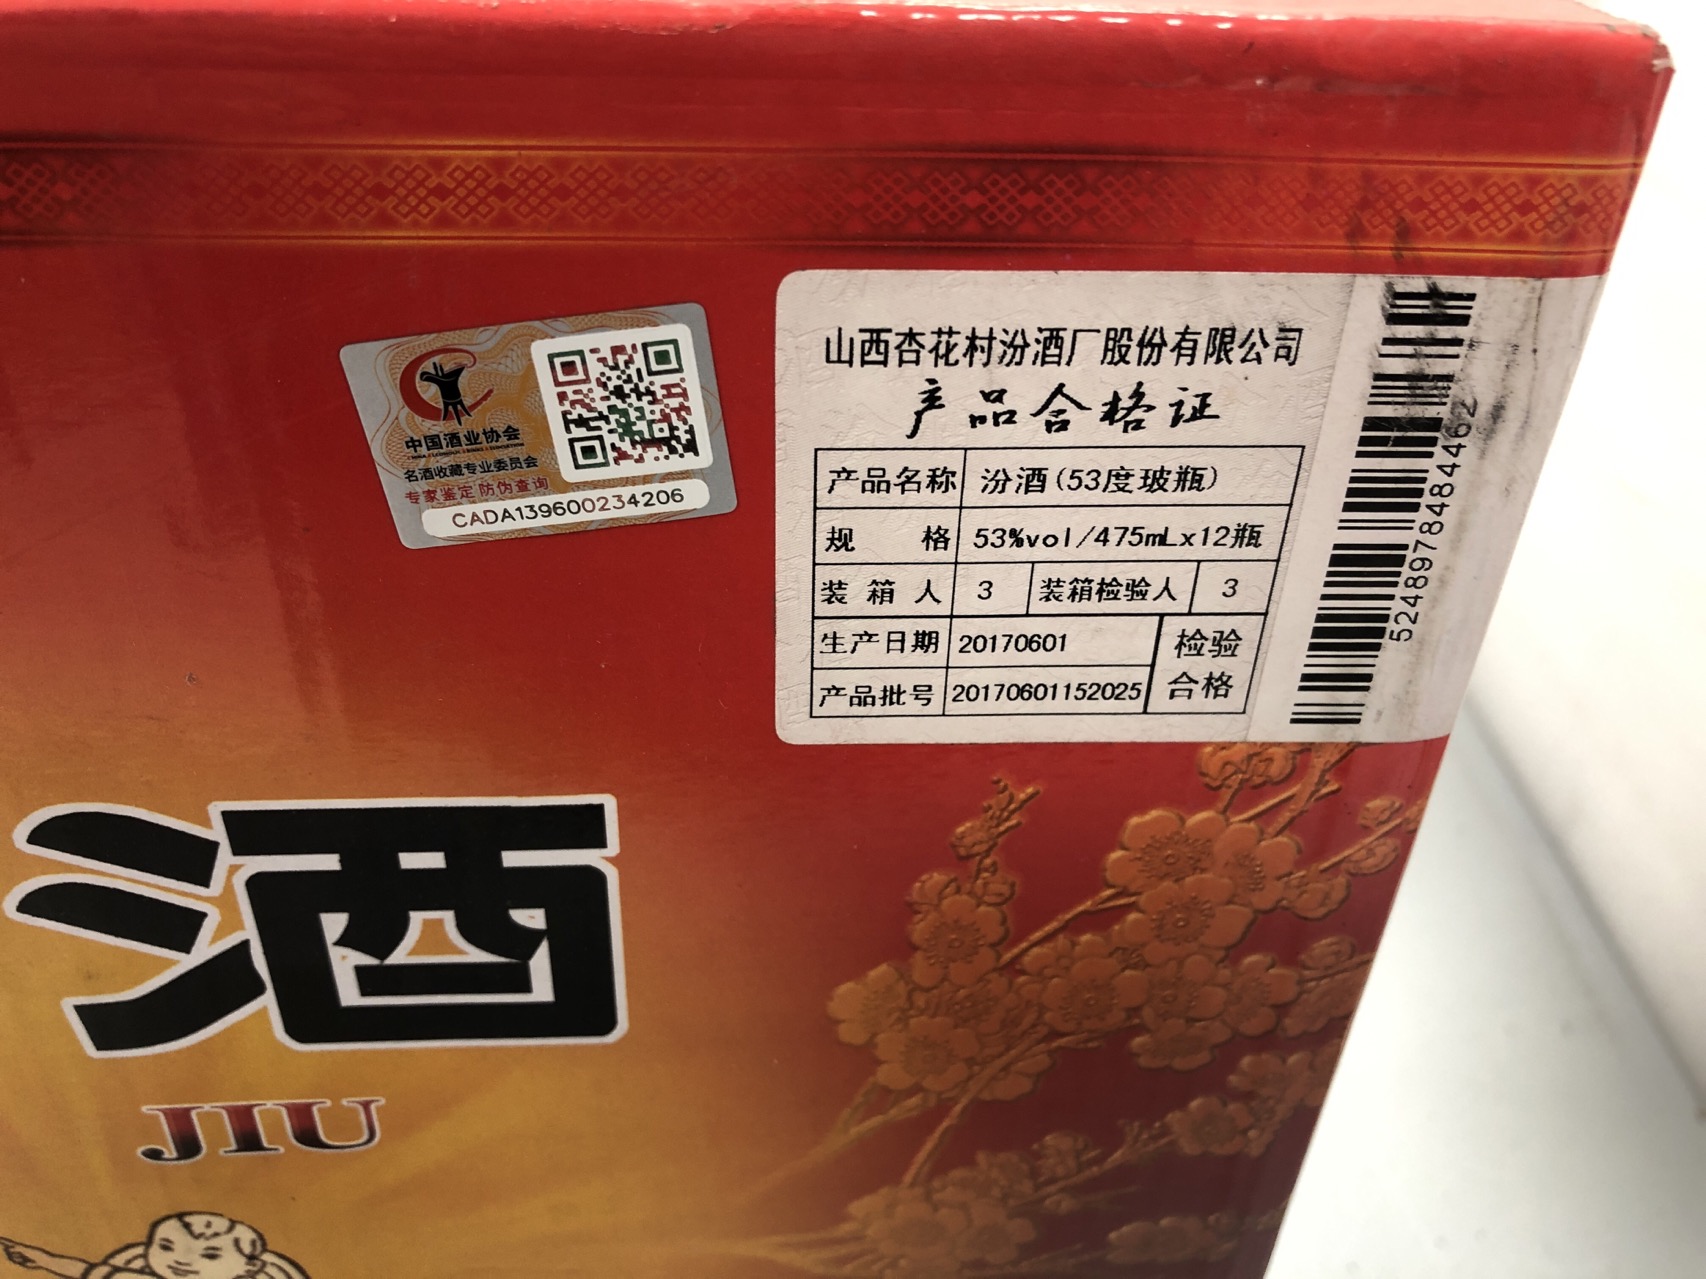 中国酒业协会
名酒收藏专业委员会
专家鉴定 防伪查询
CADA139600234206
山西杏花村汾酒厂股份有限公司
产品合格证
产品名称 汾酒(53度玻瓶)
规格 53%vol/475mLx12瓶
装箱人 3 装箱检验人 3
生产日期 20170601 检验
产品批号 20170601152025 合格
5248978484462
酒
JIU